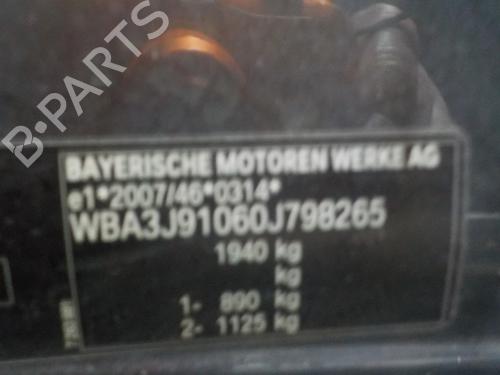 B·PARTS
BAYERISCHE MOTOREN WERKE AG
e1*2007/46*0314*
WBA3J91060J798265
1940 kg
kg
1- 890 kg
2- 1125 kg